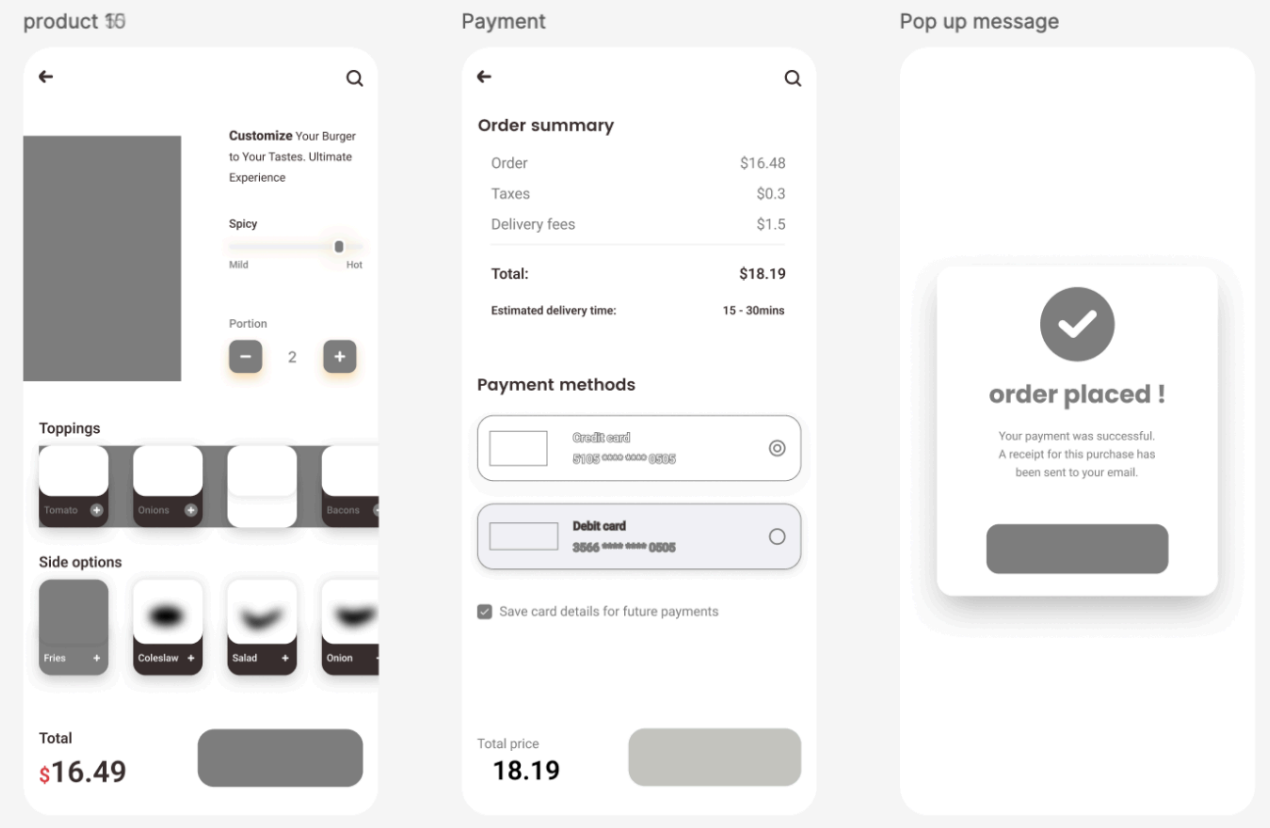 product
Payment
Pop up message
Customize Your Burger
to Your Tastes. Ultimate
Experience
Spicy
Mild Hot
Portion
2
Toppings
Tomato
Onions
Bacons
Side options
Fries
Coleslaw
Salad
Onion
Total
$16.49
Order summary
Order $16.48
Taxes $0.3
Delivery fees $1.5
Total: $18.19
Estimated delivery time: 15 - 30mins
Payment methods
Credit card
5105 **** **** 0505
Debit card
3566 **** **** 0505
Save card details for future payments
Total price
18.19
order placed !
Your payment was successful.
A receipt for this purchase has
been sent to your email.